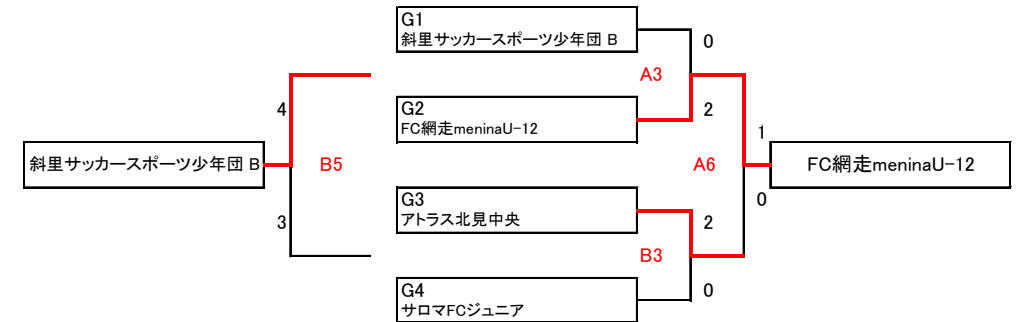 G1
斜里サッカースポーツ少年団 B
0
A3
4
G2
FC網走meninaU-12
2
1
斜里サッカースポーツ少年団 B
B5
A6
FC網走meninaU-12
G3
アトラス北見中央
0
3
2
B3
G4
サロマFCジュニア
0